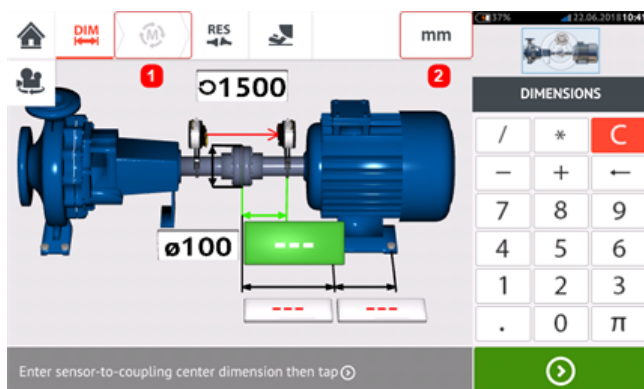 DIM
M
RES
mm
37%
22.06.2018 10:41
1
2
1500
DIMENSIONS
/ * C
− + ←
7 8 9
4 5 6
1 2 3
. 0 π
ø100
---
--- ---
Enter sensor-to-coupling center dimension then tap